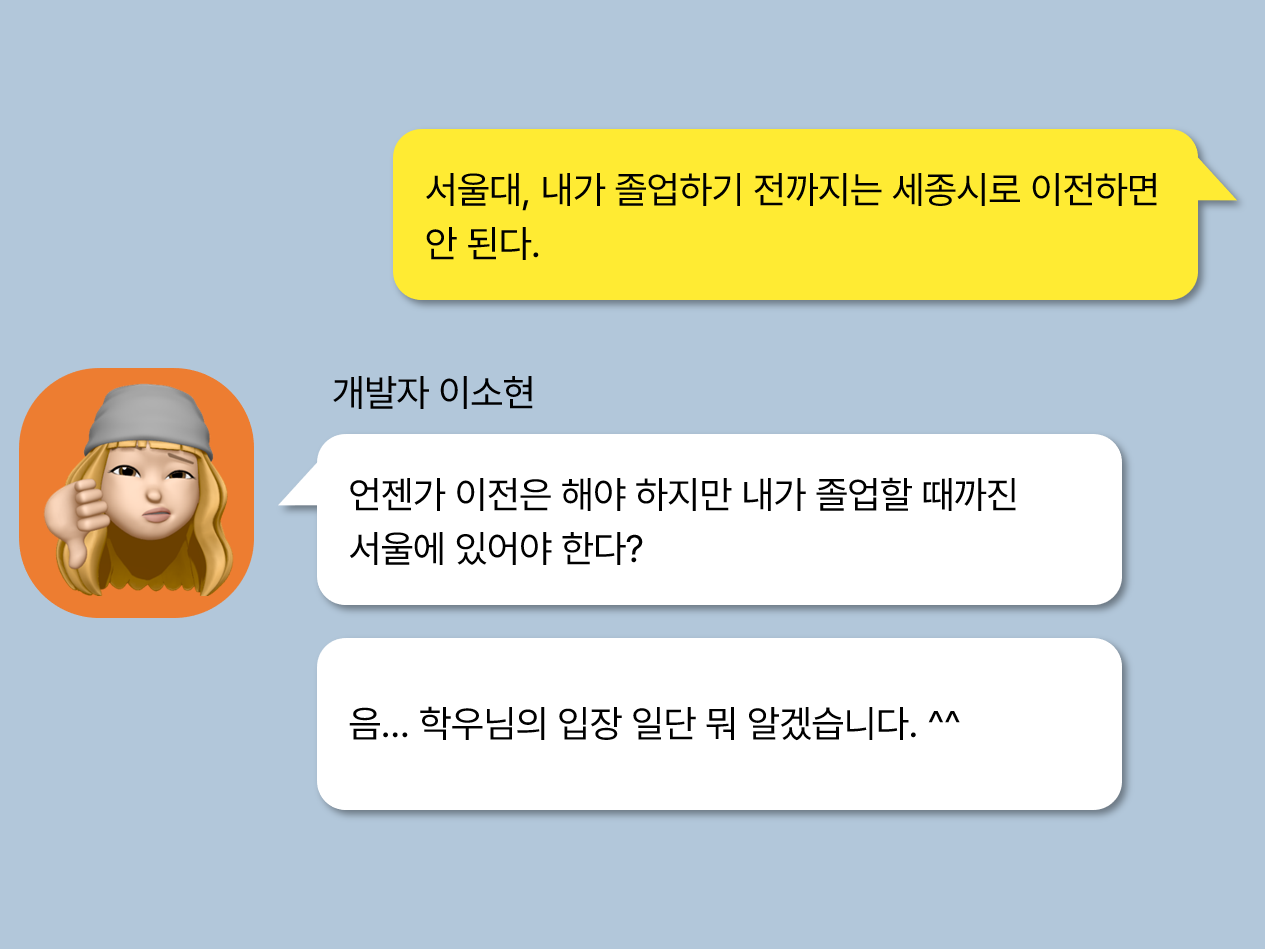 서울대, 내가 졸업하기 전까지는 세종시로 이전하면
안 된다.
개발자 이소현
언젠가 이전은 해야 하지만 내가 졸업할 때까진
서울에 있어야 한다?
음... 학우님의 입장 일단 뭐 알겠습니다. ^^